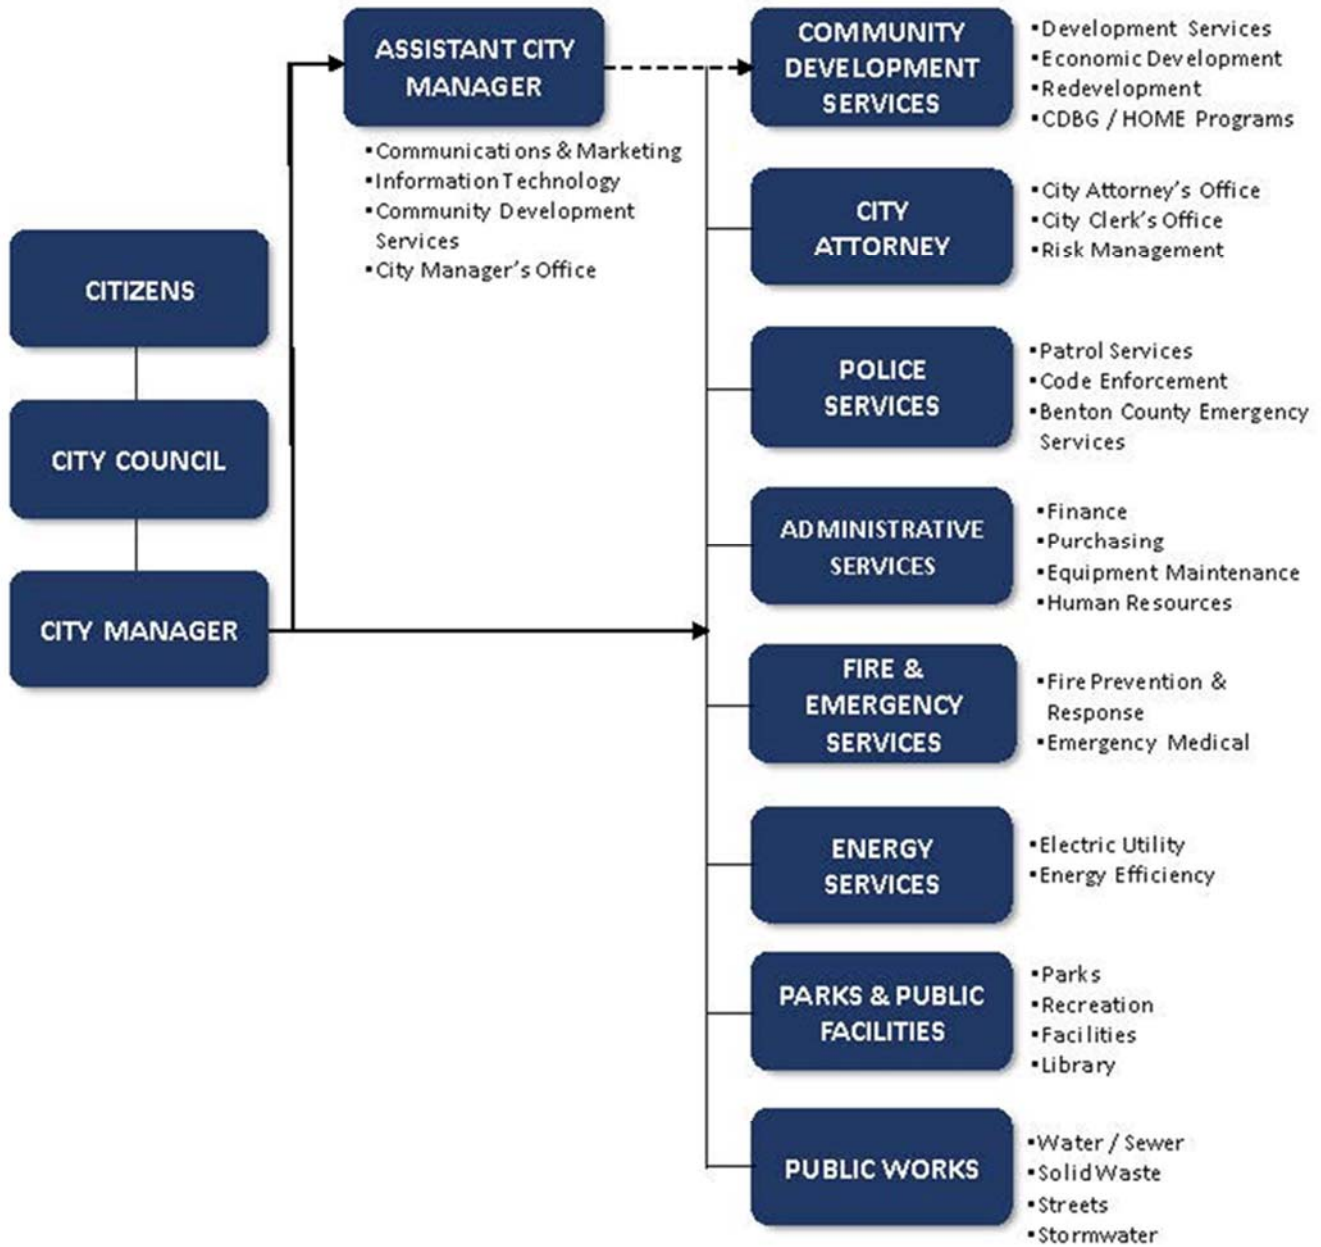 ASSISTANT CITY
MANAGER
▪Communications & Marketing
▪Information Technology
▪Community Development
Services
▪City Manager's Office
CITIZENS
CITY COUNCIL
CITY MANAGER
COMMUNITY
DEVELOPMENT
SERVICES
▪Development Services
▪Economic Development
▪Redevelopment
▪CDBG / HOME Programs
CITY
ATTORNEY
▪City Attorney's Office
▪City Clerk's Office
▪Risk Management
POLICE
SERVICES
▪Patrol Services
▪Code Enforcement
▪Benton County Emergency
Services
ADMINISTRATIVE
SERVICES
▪Finance
▪Purchasing
▪Equipment Maintenance
▪Human Resources
FIRE &
EMERGENCY
SERVICES
▪Fire Prevention &
Response
▪Emergency Medical
ENERGY
SERVICES
▪Electric Utility
▪Energy Efficiency
PARKS & PUBLIC
FACILITIES
▪Parks
▪Recreation
▪Facilities
▪Library
PUBLIC WORKS
▪Water / Sewer
▪Solid Waste
▪Streets
▪Stormwater